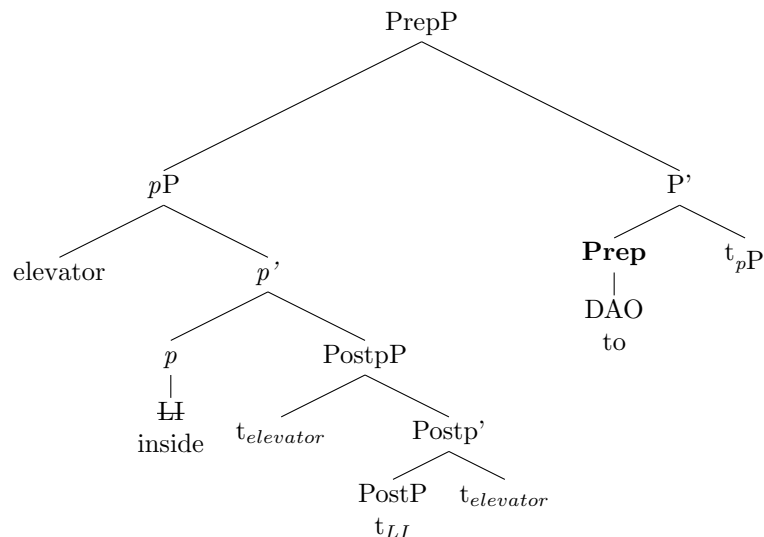 PrepP
pP P’
elevator p’ Prep t_pP
p PostpP DAO
to
LI
inside t_elevator Postp’
PostP t_elevator
t_LI